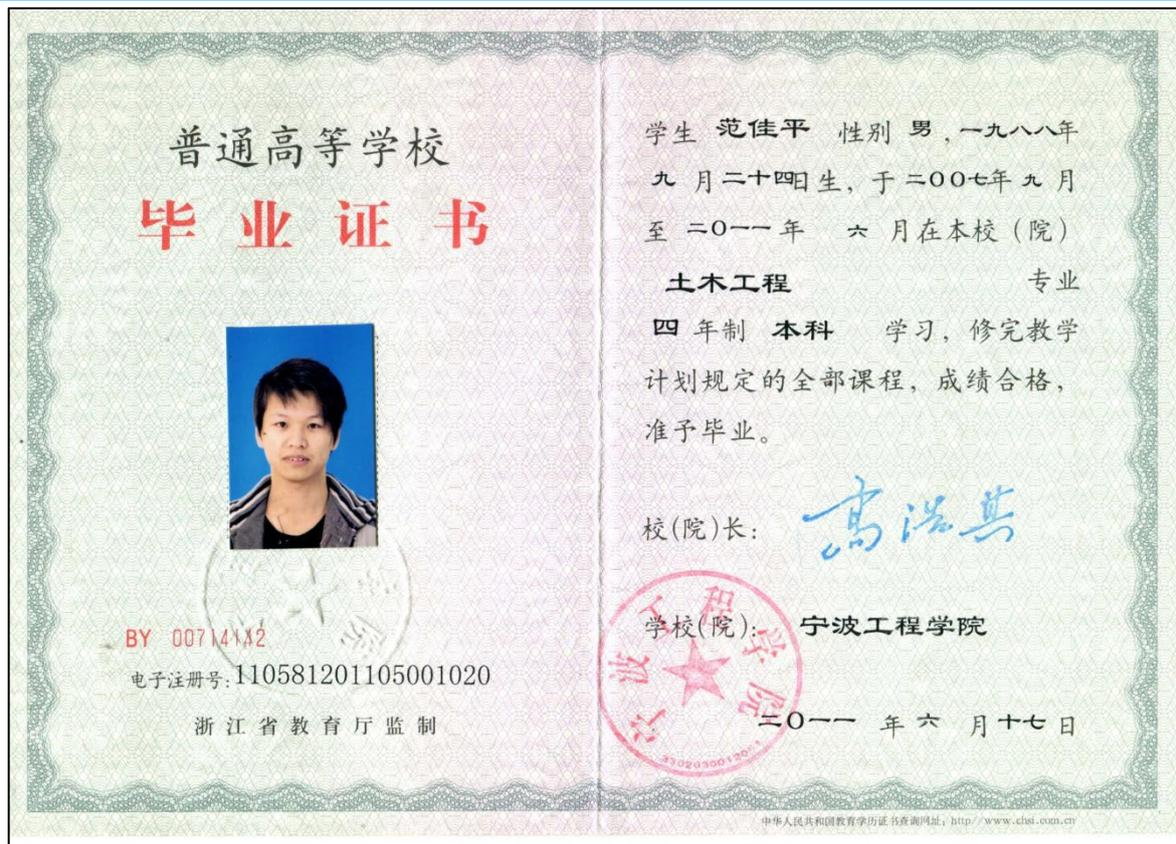 普通高等学校
毕业证书
BY 00714142
电子注册号:110581201105001020
浙江省教育厅监制
学生 范佳平 性别 男,一九八八年
九 月二十四日生,于二〇〇七年九月
至 二〇一一年 六 月在本校(院)
土木工程 专业
四 年制 本科 学习,修完教学
计划规定的全部课程,成绩合格,
准予毕业。
校(院)长: 高浩其
学校(院): 宁波工程学院
二〇一一 年 六 月十七日
宁波工程学院
中华人民共和国教育学历证书查询网址:http://www.chsi.com.cn